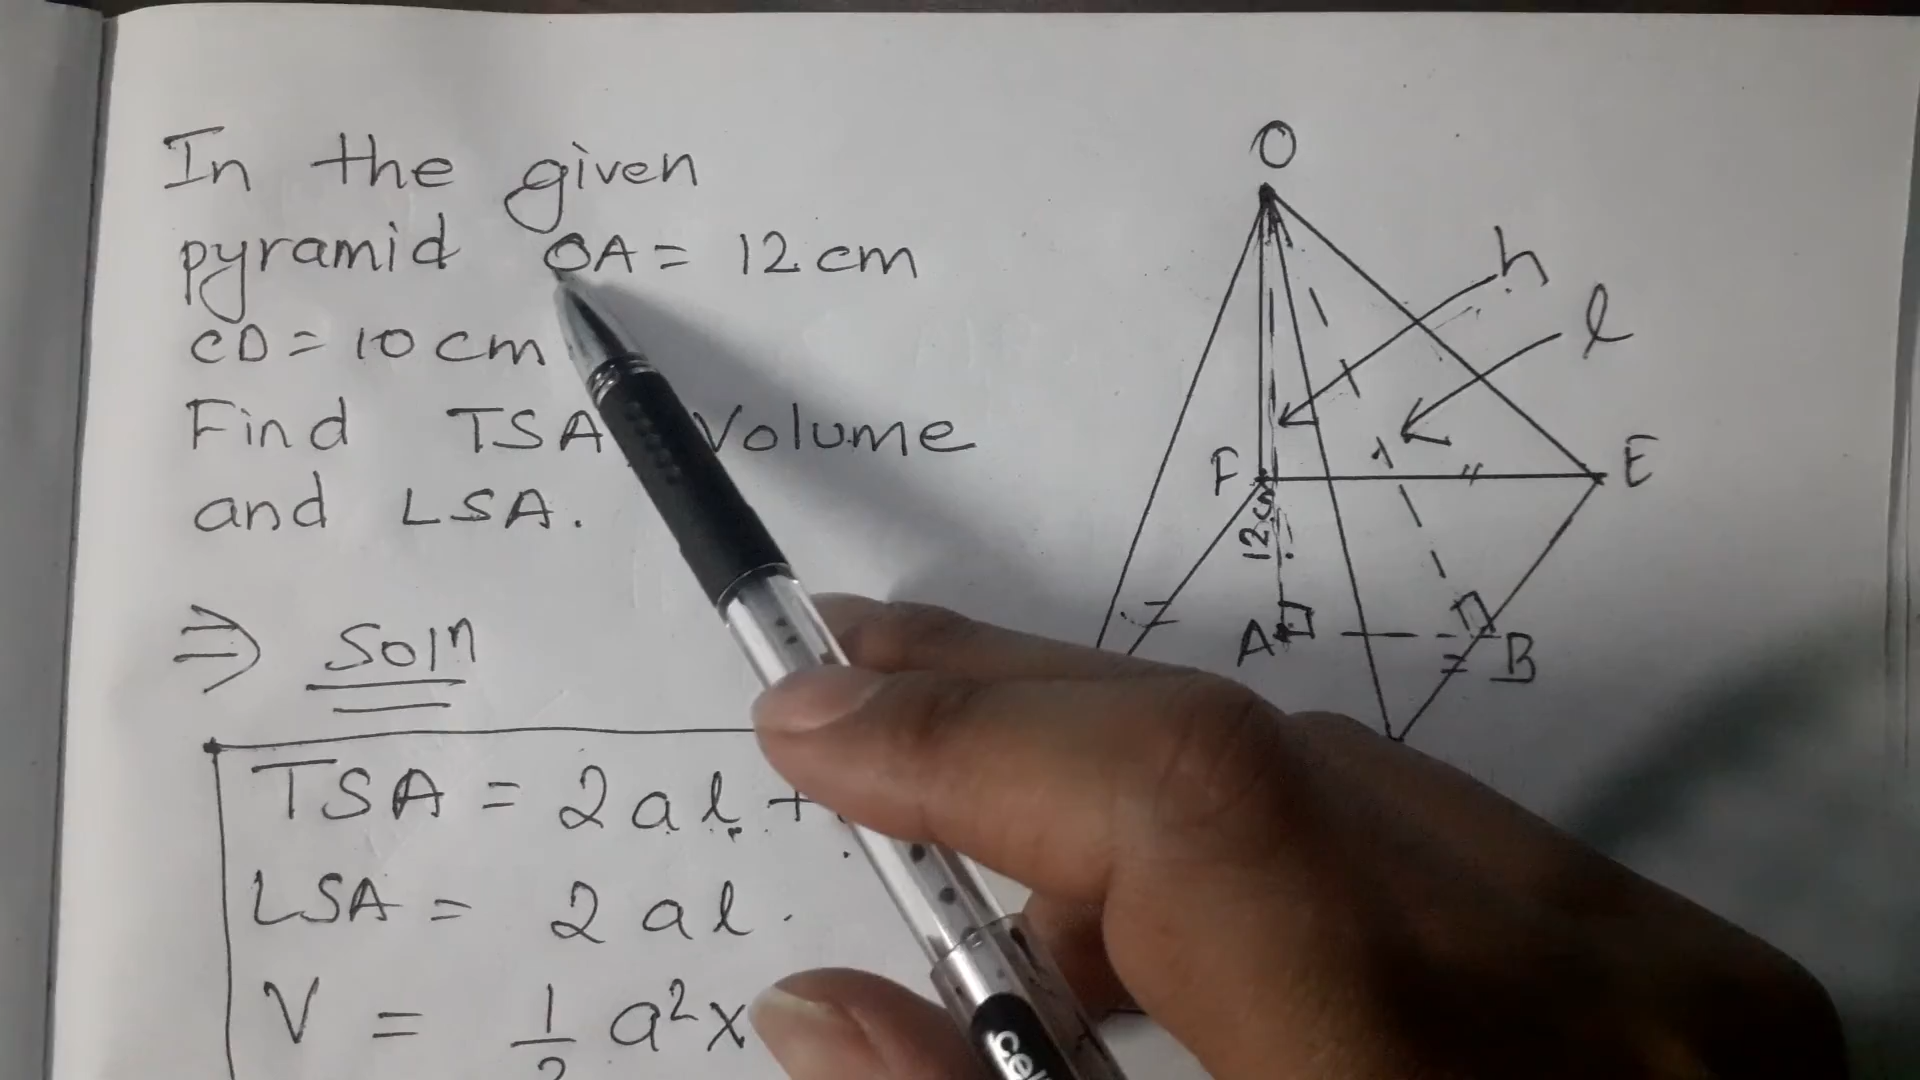 In the given
pyramid OA = 12 cm
CD = 10 cm
Find TSA, Volume
and LSA.
⇒ Soln
TSA = 2al +
LSA = 2al.
V = 1 a²x
O
h
l
F
E
12
A
B
cel